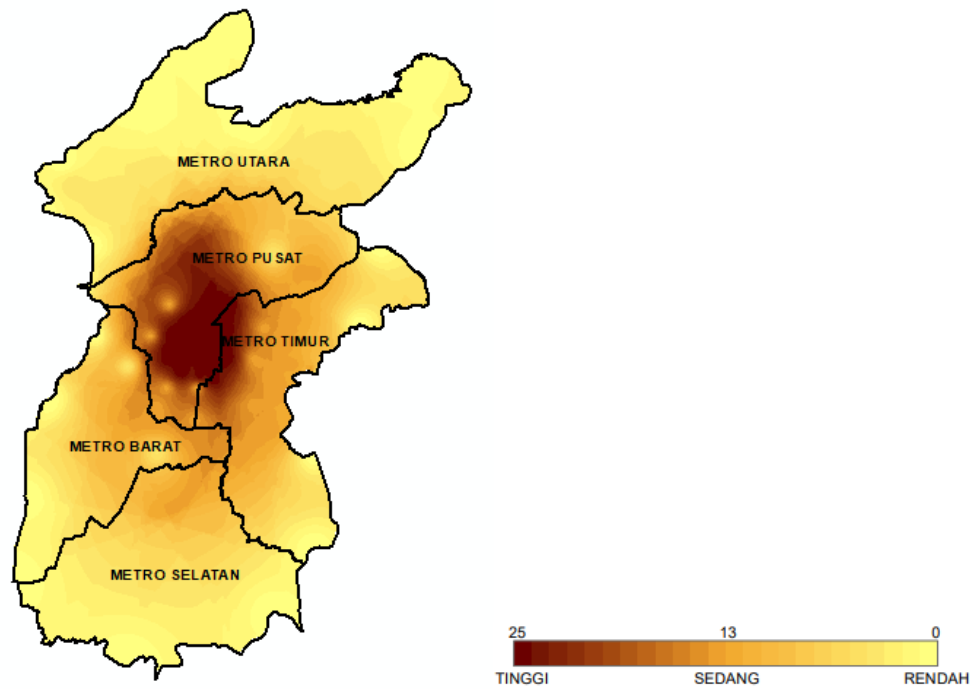 METRO UTARA
METRO PUSAT
METRO TIMUR
METRO BARAT
METRO SELATAN
25 13 0
TINGGI SEDANG RENDAH